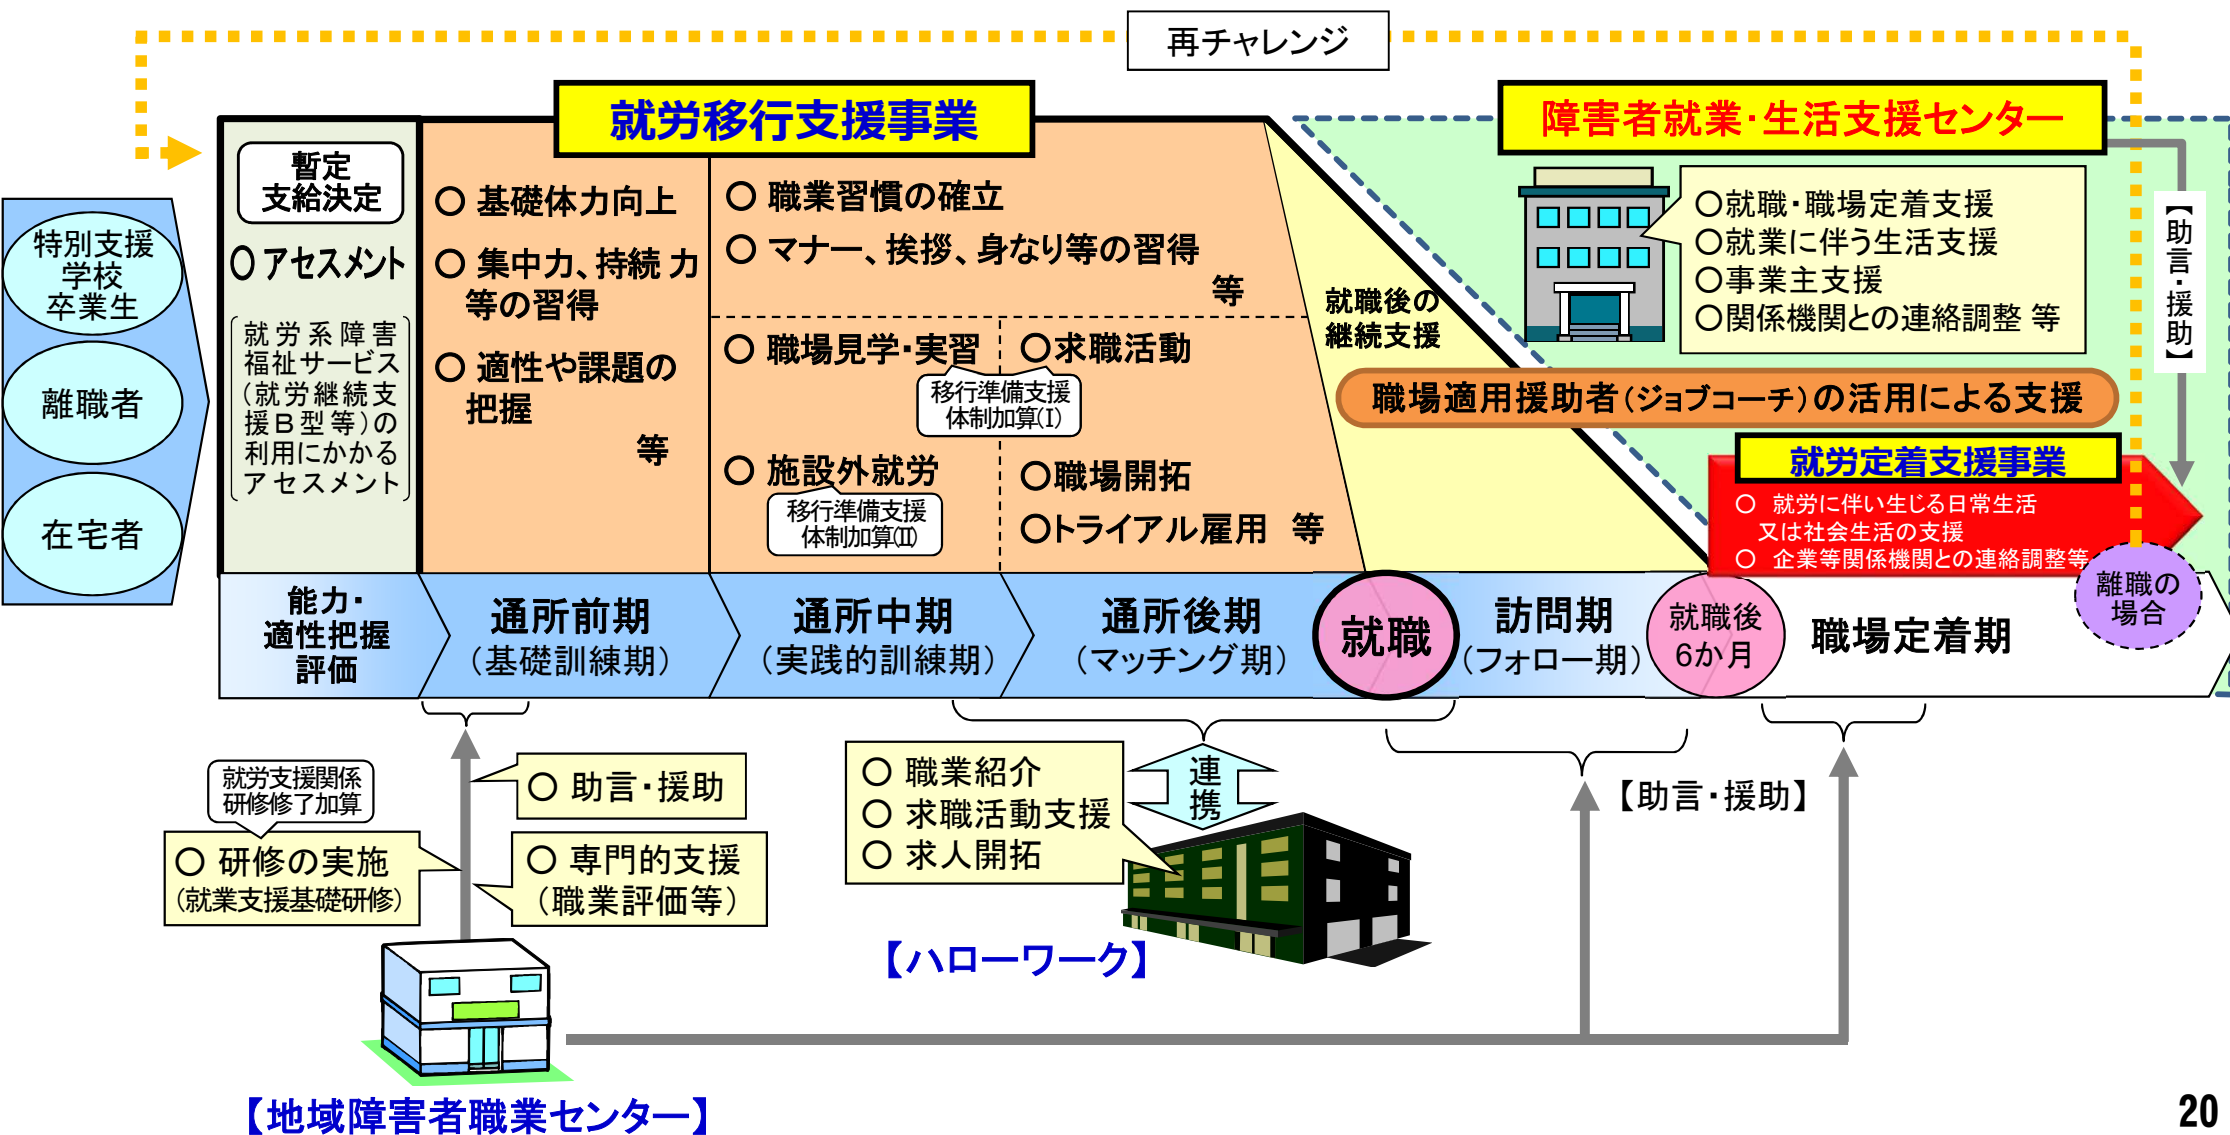 再チャレンジ
就労移行支援事業
障害者就業・生活支援センター
特別支援
学校
卒業生
離職者
在宅者
暫定
支給決定
○アセスメント
就労系障害
福祉サービス
(就労継続支
援B型等)の
利用にかかる
アセスメント
○ 基礎体力向上
○ 集中力、持続 力
等の習得
○ 適性や課題の
把握
等
○ 職業習慣の確立
○ マナー、挨拶、身なり等の習得
等
○ 職場見学・実習
○求職活動
移行準備支援
体制加算(Ⅰ)
○ 施設外就労
移行準備支援
体制加算(Ⅱ)
○職場開拓
○トライアル雇用 等
就職後の
継続支援
○就職・職場定着支援
○就業に伴う生活支援
○事業主支援
○関係機関との連絡調整 等
【助言・援助】
職場適用援助者(ジョブコーチ)の活用による支援
就労定着支援事業
○ 就労に伴い生じる日常生活
又は社会生活の支援
○ 企業等関係機関との連絡調整等
離職の
場合
能力・
適性把握
評価
通所前期
(基礎訓練期)
通所中期
(実践的訓練期)
通所後期
(マッチング期)
就職
訪問期
(フォロー期)
就職後
6か月
職場定着期
就労支援関係
研修修了加算
○ 研修の実施
(就業支援基礎研修)
○ 助言・援助
○ 専門的支援
(職業評価等)
○ 職業紹介
○ 求職活動支援
○ 求人開拓
連
携
【助言・援助】
【ハローワーク】
【地域障害者職業センター】
20